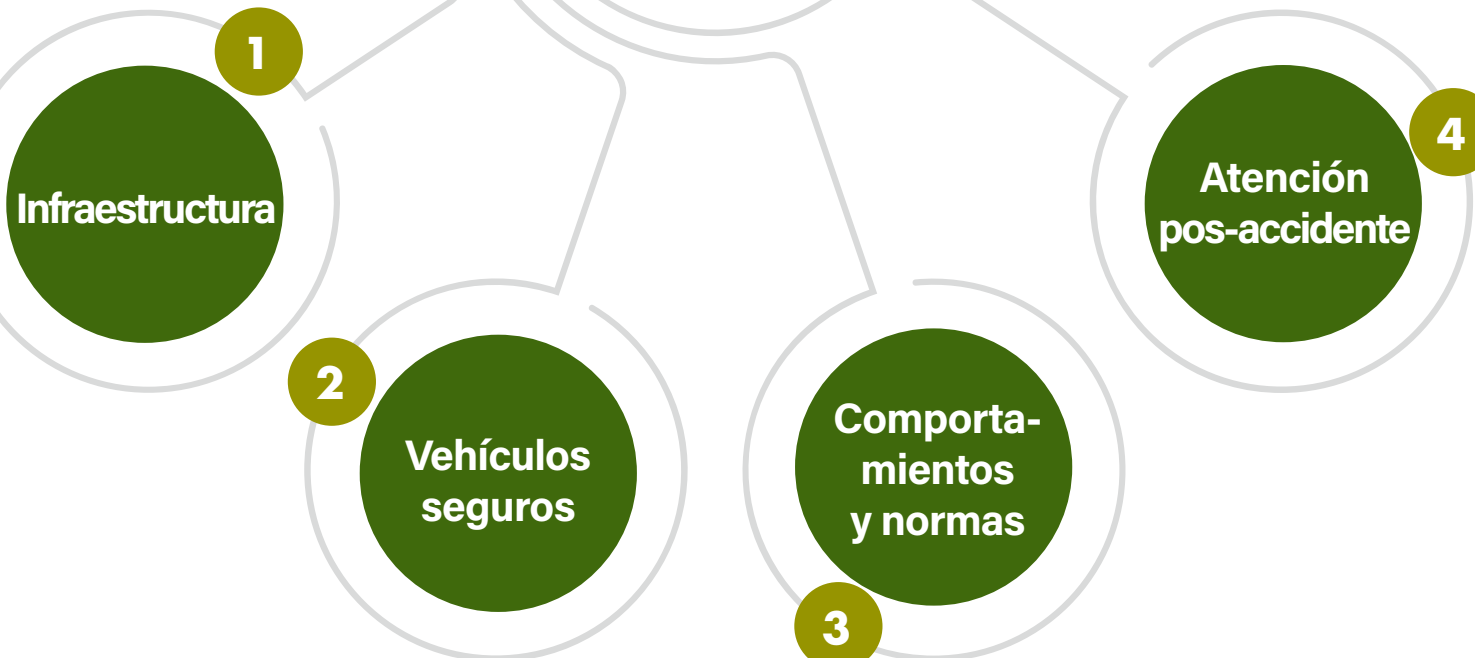 1
Infraestructura
2
Vehículos
seguros
3
Comporta-
mientos
y normas
4
Atención
pos-accidente